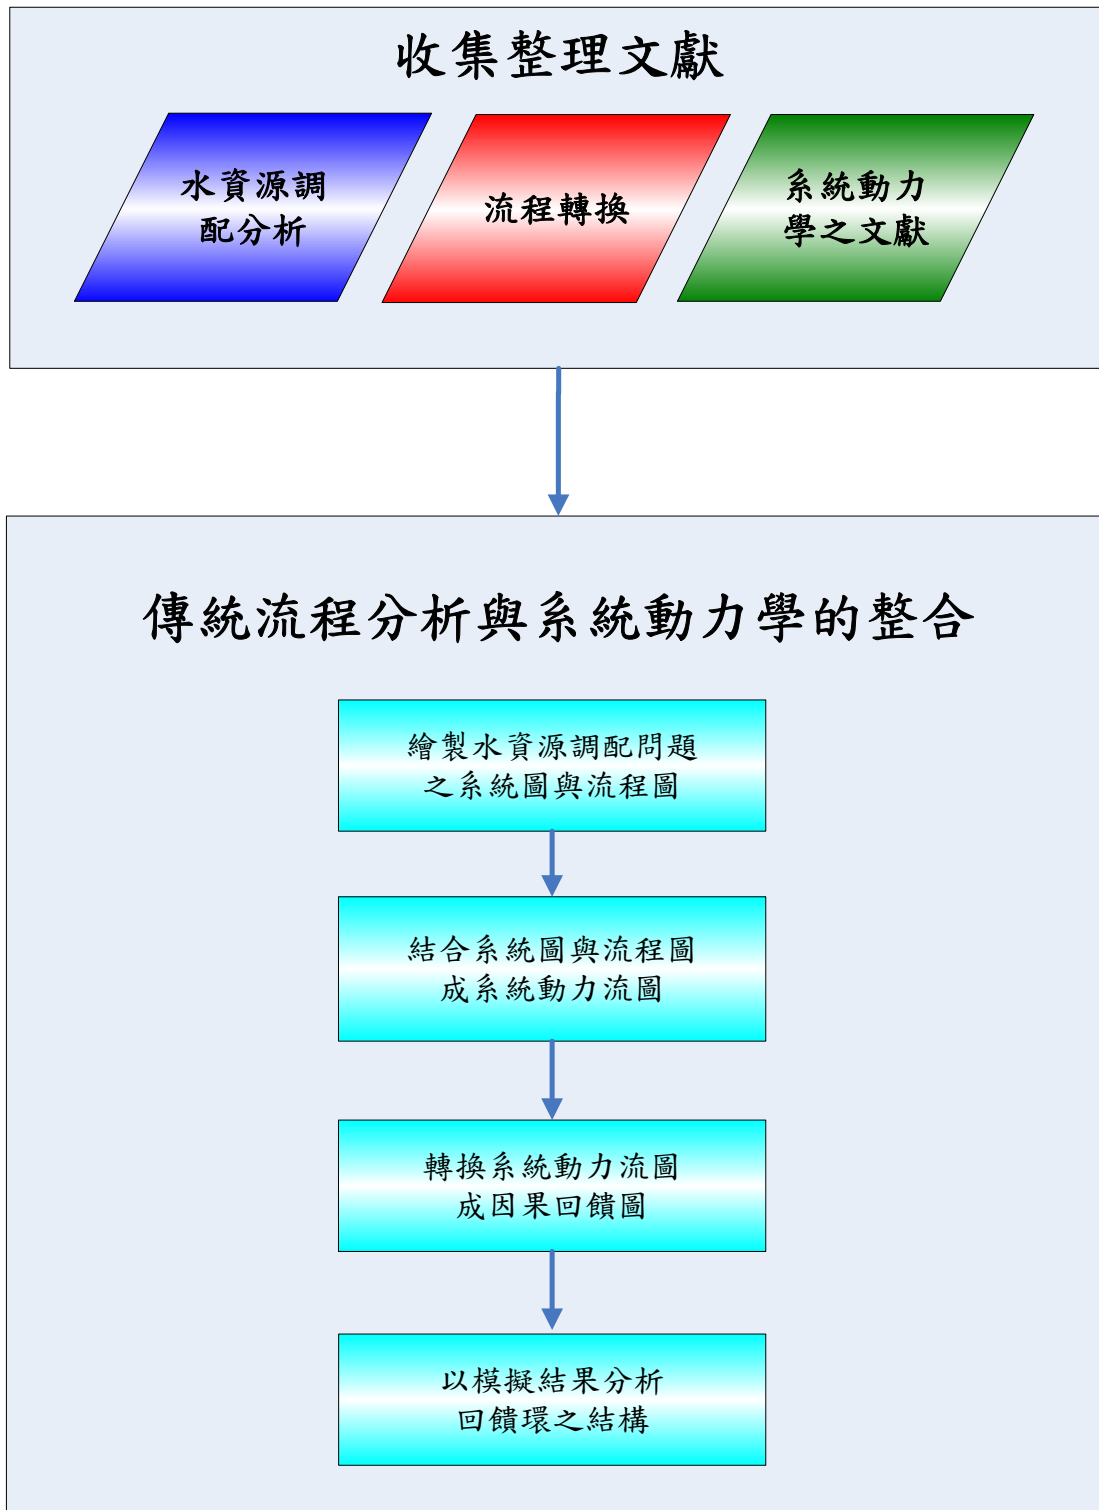 收集整理文獻
水資源調
配分析
流程轉換
系統動力
學之文獻
傳統流程分析與系統動力學的整合
繪製水資源調配問題
之系統圖與流程圖
結合系統圖與流程圖
成系統動力流圖
轉換系統動力流圖
成因果回饋圖
以模擬結果分析
回饋環之結構